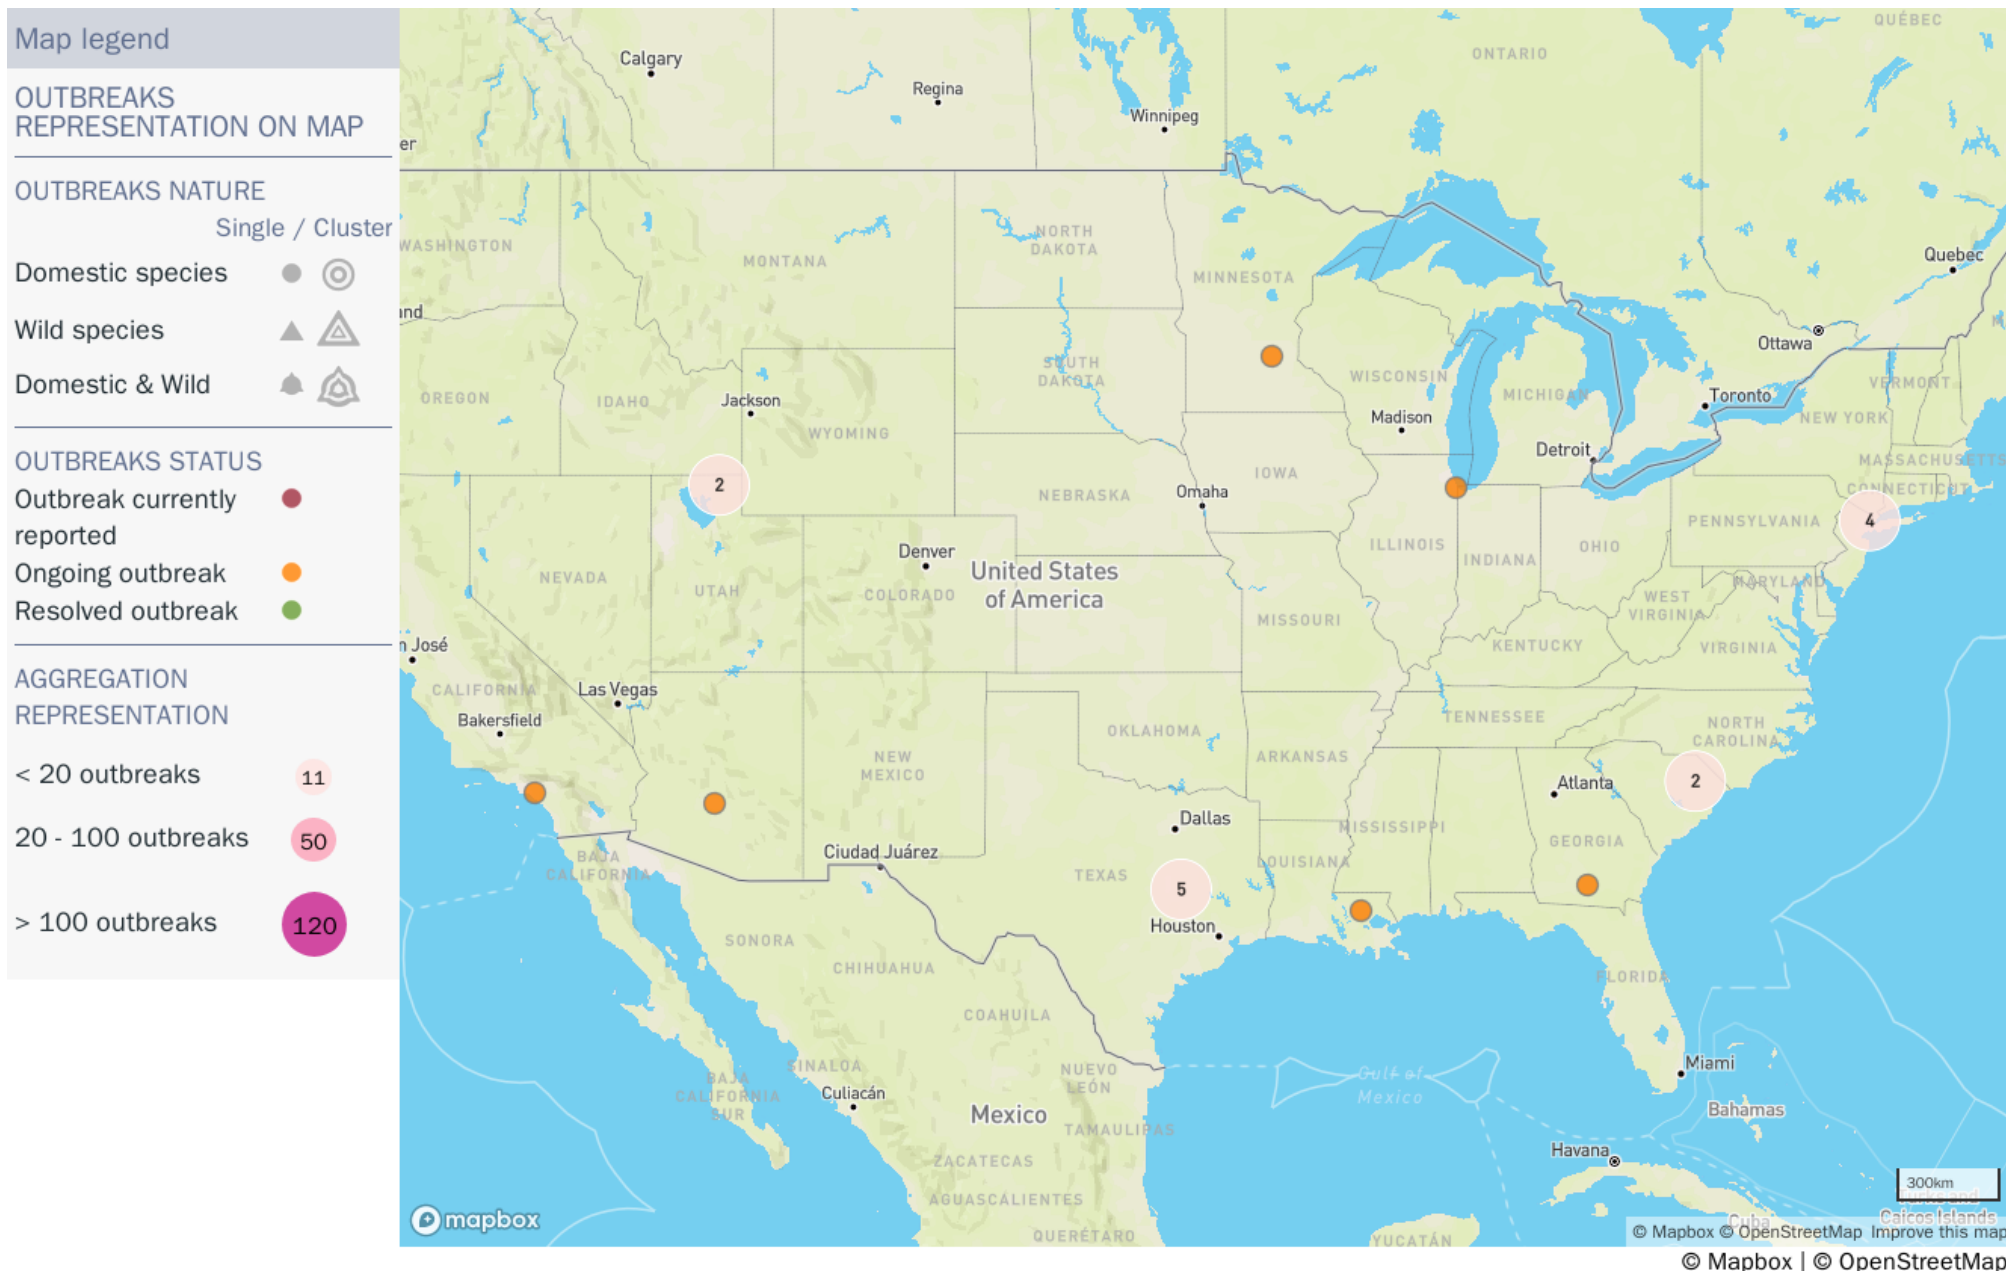 Map legend
OUTBREAKS
REPRESENTATION ON MAP
OUTBREAKS NATURE
Single / Cluster
Domestic species
Wild species
Domestic & Wild
OUTBREAKS STATUS
Outbreak currently
reported
Ongoing outbreak
Resolved outbreak
AGGREGATION
REPRESENTATION
< 20 outbreaks
11
20 - 100 outbreaks
50
> 100 outbreaks
120
QUÉBEC
ONTARIO
Calgary
Regina
Winnipeg
er
WASHINGTON
MONTANA
NORTH
DAKOTA
MINNESOTA
Quebec
and
Ottawa
OREGON
IDAHO
Jackson
WYOMING
SOUTH
DAKOTA
WISCONSIN
Madison
MICHIGAN
Toronto
VERMONT
NEW YORK
Detroit
MASSACHUSETTS
CONNECTICUT
2
NEBRASKA
Omaha
IOWA
4
PENNSYLVANIA
ILLINOIS
INDIANA
OHIO
NEVADA
UTAH
Denver
COLORADO
United States
of America
MARYLAND
WEST
VIRGINIA
MISSOURI
KENTUCKY
VIRGINIA
n José
CALIFORNIA
Las Vegas
Bakersfield
OKLAHOMA
TENNESSEE
NORTH
CAROLINA
NEW
MEXICO
ARKANSAS
2
Atlanta
Dallas
MISSISSIPPI
GEORGIA
BAJA
CALIFORNIA
Ciudad Juárez
TEXAS
LOUISIANA
5
Houston
SONORA
CHIHUAHUA
FLORIDA
COAHUILA
SINALOA
NUEVO
LEÓN
Gulf of
Mexico
Miami
BAJA
CALIFORNIA
SUR
Culiacán
Mexico
TAMAULIPAS
Bahamas
ZACATECAS
Havana
AGUASCALIENTES
300km
Turks and
Caicos Islands
Cuba
mapbox
QUERÉTARO
YUCATÁN
© Mapbox © OpenStreetMap Improve this map
© Mapbox | © OpenStreetMap